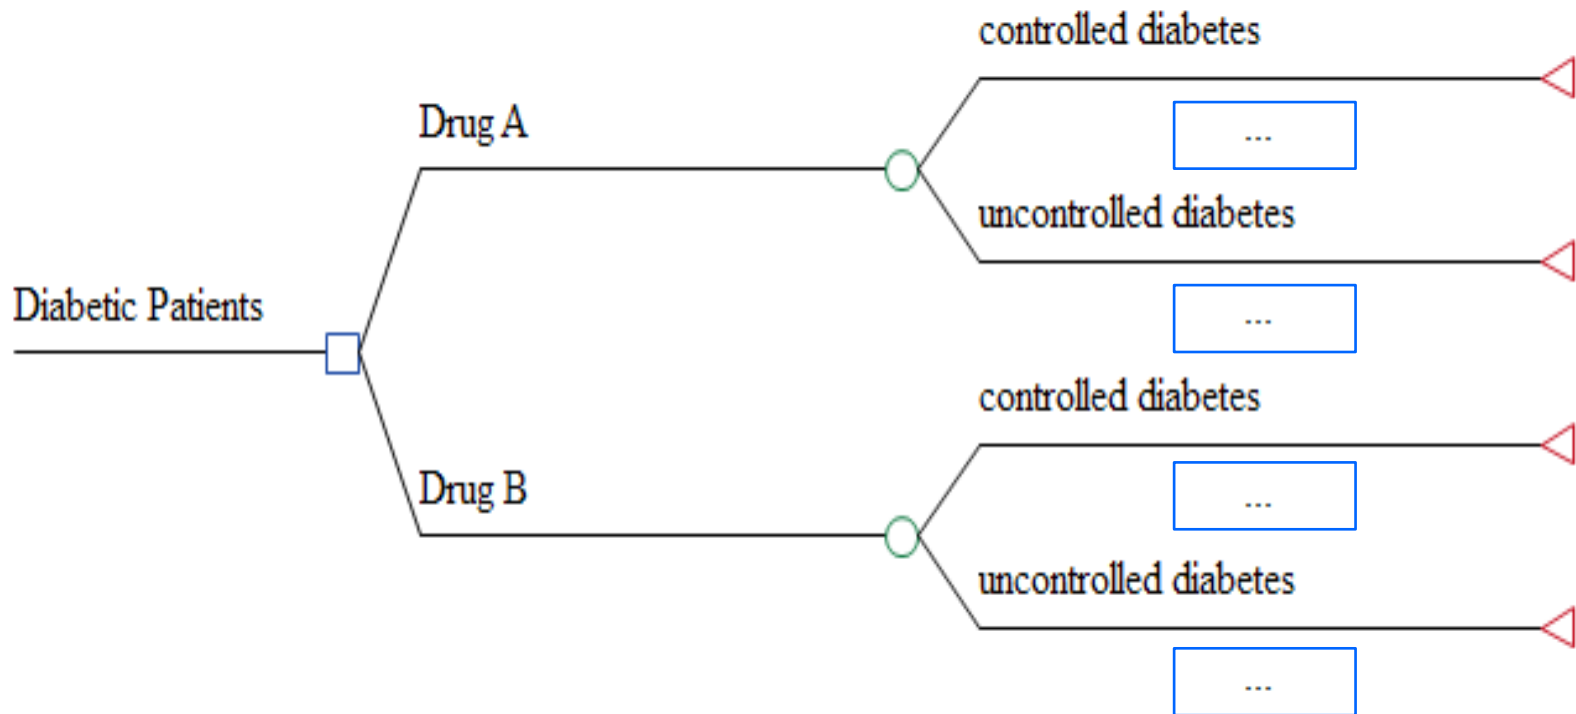 controlled diabetes
Drug A
---
uncontrolled diabetes
Diabetic Patients
---
controlled diabetes
Drug B
---
uncontrolled diabetes
---